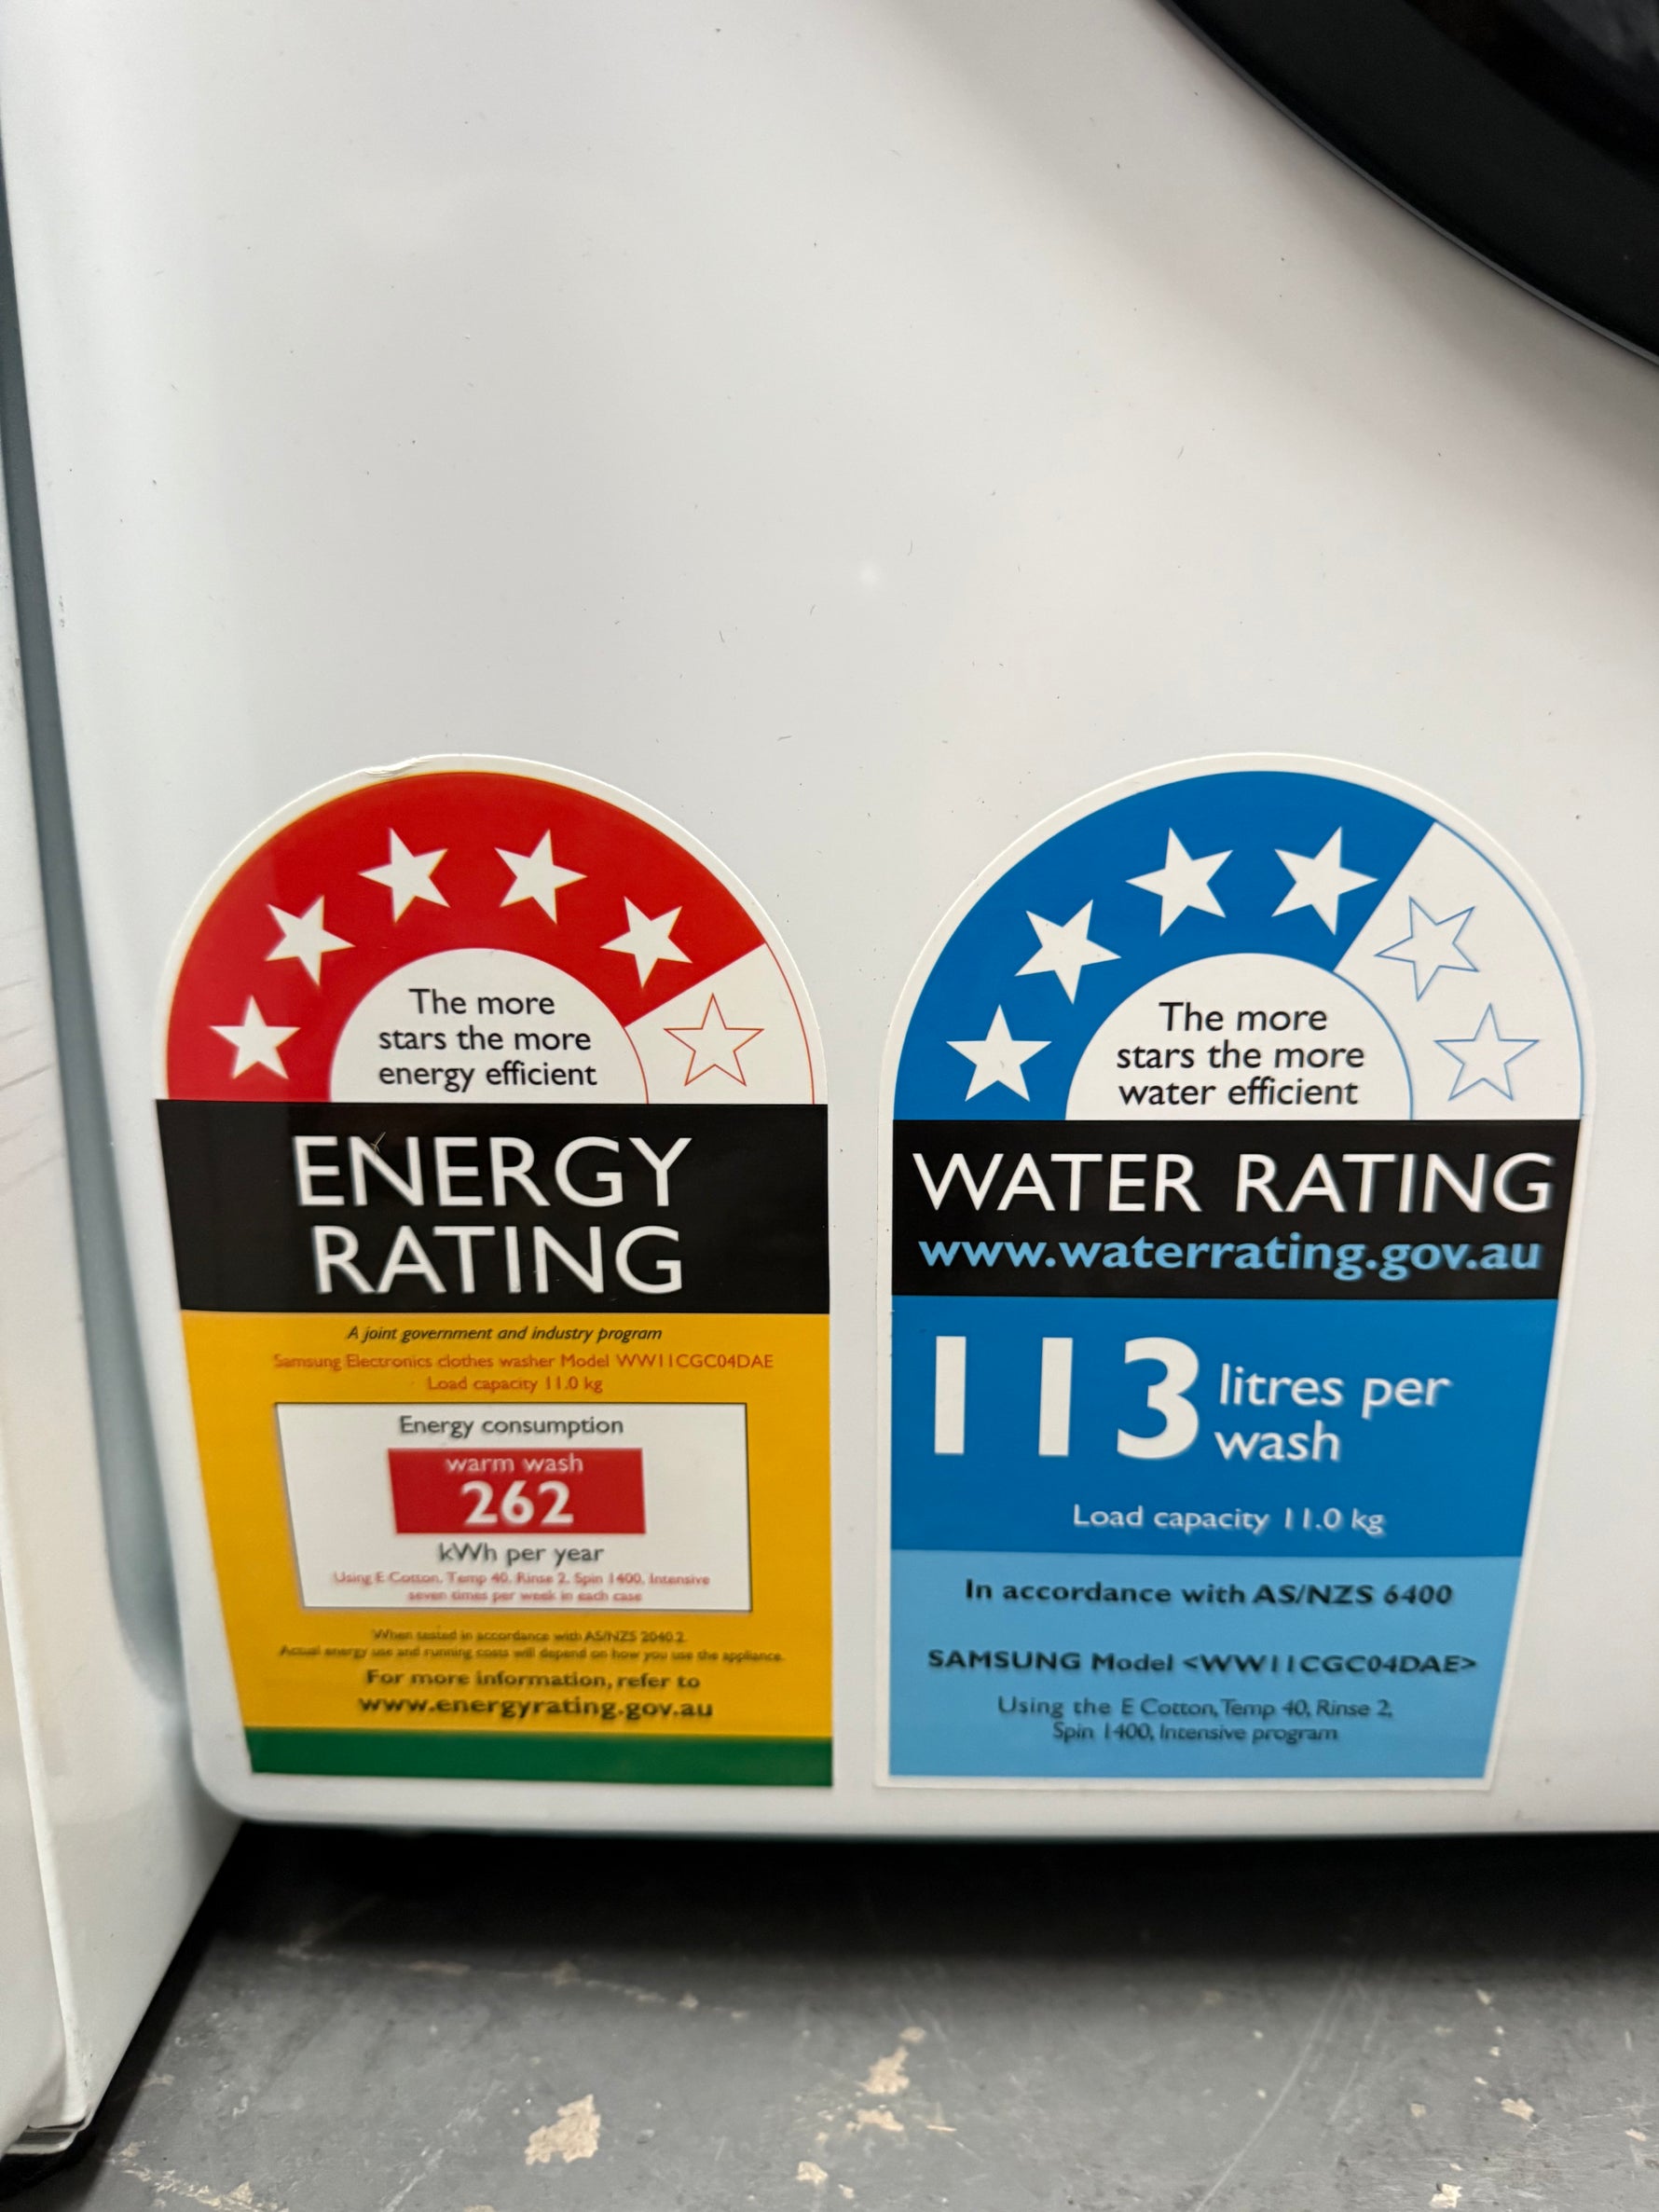 The more
stars the more
energy efficient
ENERGY
RATING
A joint government and industry program
Samsung Electronics clothes washer Model WW11CGC04DAE
Load capacity 11.0 kg
Energy consumption
warm wash
262
kWh per year
Using E Cotton, Temp 40, Rinse 2, Spin 1400, Intensive
seven times per week in each case
When tested in accordance with AS/NZS 2040.2.
Actual energy use and running costs will depend on how you use the appliance.
For more information, refer to
www.energyrating.gov.au
The more
stars the more
water efficient
WATER RATING
www.waterrating.gov.au
113 litres per
wash
Load capacity 11.0 kg
In accordance with AS/NZS 6400
SAMSUNG Model <WW11CGC04DAE>
Using the E Cotton, Temp 40, Rinse 2,
Spin 1400, Intensive program